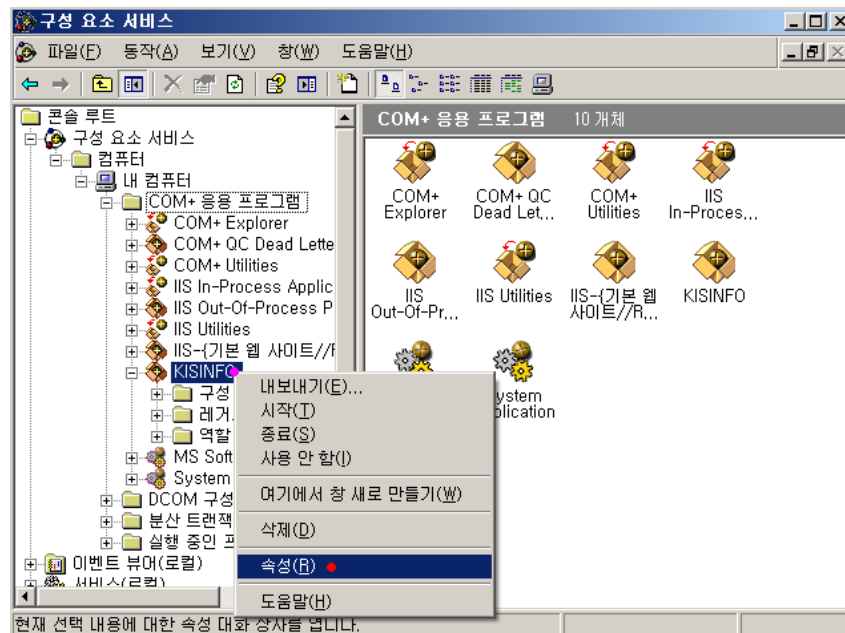 구성 요소 서비스
파일(F) 동작(A) 보기(V) 창(W) 도움말(H)
콘솔 루트
구성 요소 서비스
컴퓨터
내 컴퓨터
COM+ 응용 프로그램
COM+ Explorer
COM+ QC Dead Lette
COM+ Utilities
IIS In-Process Applic
IIS Out-Of-Process P
IIS Utilities
IIS-{기본 웹 사이트//R
KISINFO
구성
레거
역할
MS Soft
System
DCOM 구성
분산 트랜잭
실행 중인 프
이벤트 뷰어(로컬)
서비스(로컬)
COM+ 응용 프로그램 10 개체
COM+ Explorer
COM+ QC Dead Let...
COM+ Utilities
IIS In-Proces...
IIS Out-Of-Pr...
IIS Utilities
IIS-{기본 웹 사이트//R...
KISINFO
ystem
plication
내보내기(E)...
시작(T)
종료(S)
사용 안 함(I)
여기에서 창 새로 만들기(W)
삭제(D)
속성(R)
도움말(H)
현재 선택 내용에 대한 속성 대화 상자를 엽니다.